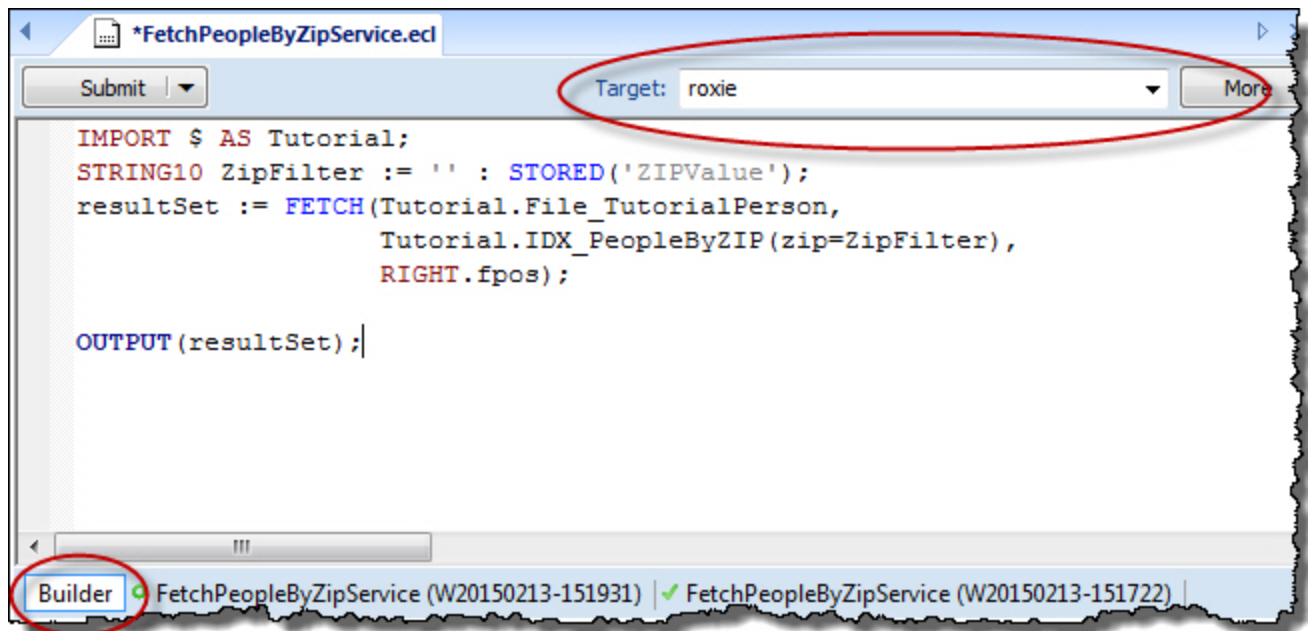 *FetchPeopleByZipService.ecl
Submit Target: roxie More
IMPORT $ AS Tutorial;
STRING10 ZipFilter := '' : STORED('ZIPValue');
resultSet := FETCH(Tutorial.File_TutorialPerson,
Tutorial.IDX_PeopleByZIP(zip=ZipFilter),
RIGHT.fpos);
OUTPUT(resultSet);
Builder FetchPeopleByZipService (W20150213-151931) FetchPeopleByZipService (W20150213-151722)